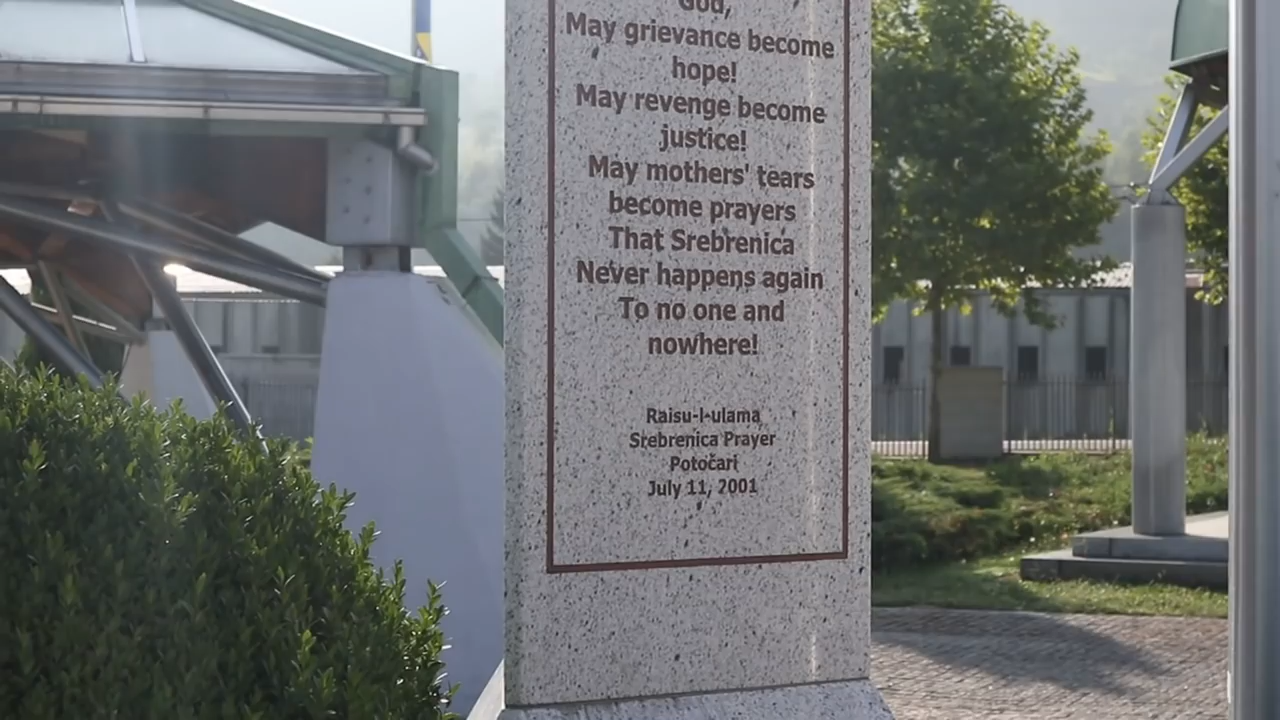 God,
May grievance become
hope!
May revenge become
justice!
May mothers' tears
become prayers
That Srebrenica
Never happens again
To no one and
nowhere!
Raisu-l-ulama
Srebrenica Prayer
Potočari
July 11, 2001